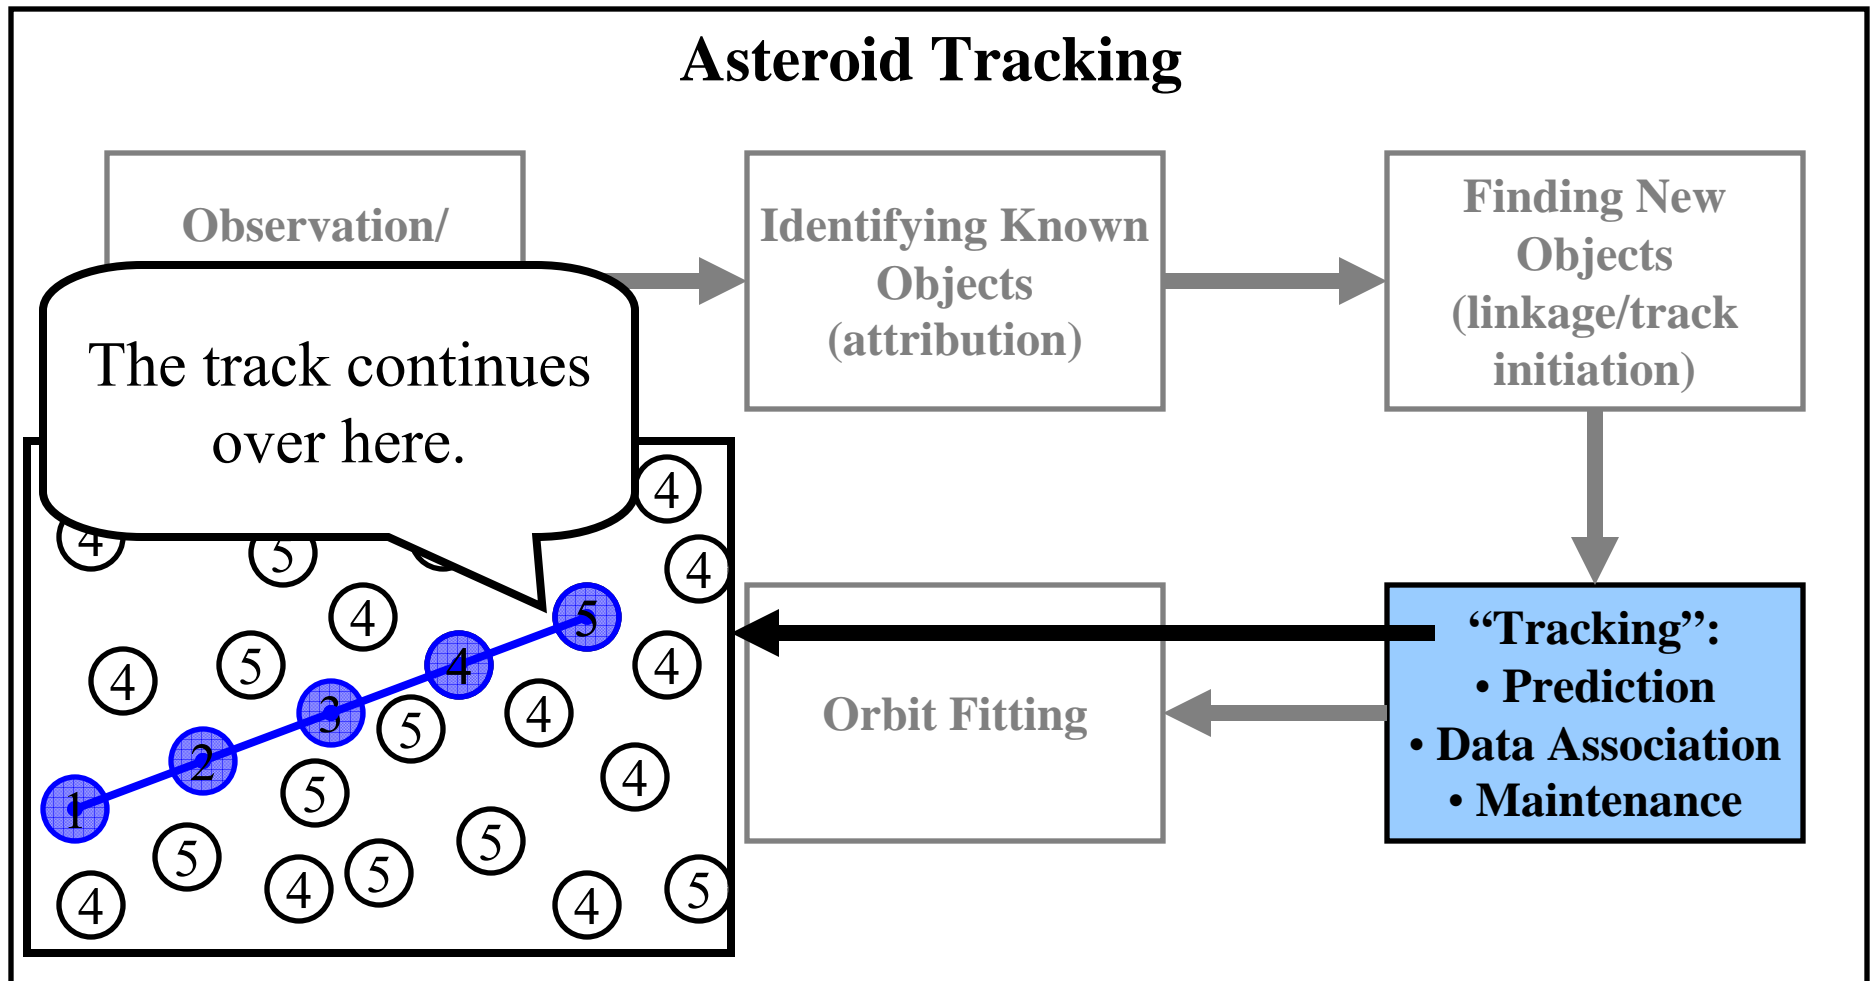 Asteroid Tracking
Observation/
Identifying Known
Objects
(attribution)
Finding New
Objects
(linkage/track
initiation)
The track continues
over here.
“Tracking”:
• Prediction
• Data Association
• Maintenance
Orbit Fitting
4
4
5
4
4
5
4
5
4
4
3
5
4
2
5
4
1
5
5
5
4
4
5
4
5